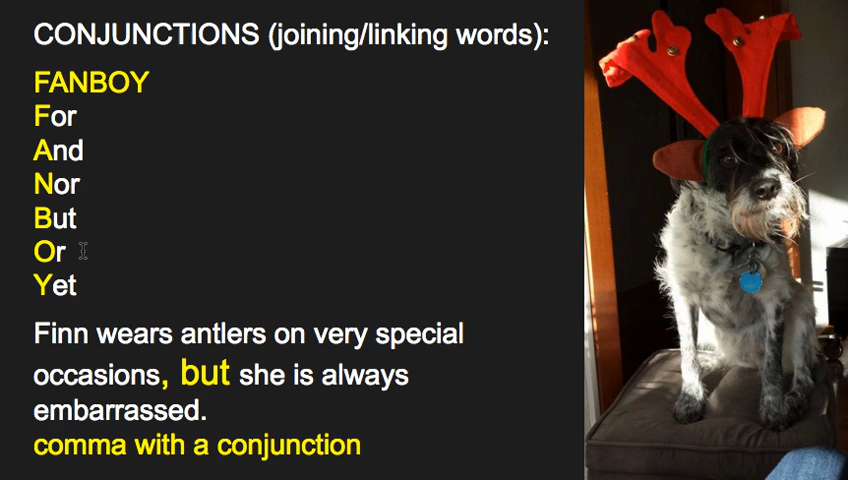 CONJUNCTIONS (joining/linking words):
FANBOY
For
And
Nor
But
Or
Yet
Finn wears antlers on very special
occasions, but she is always
embarrassed.
comma with a conjunction